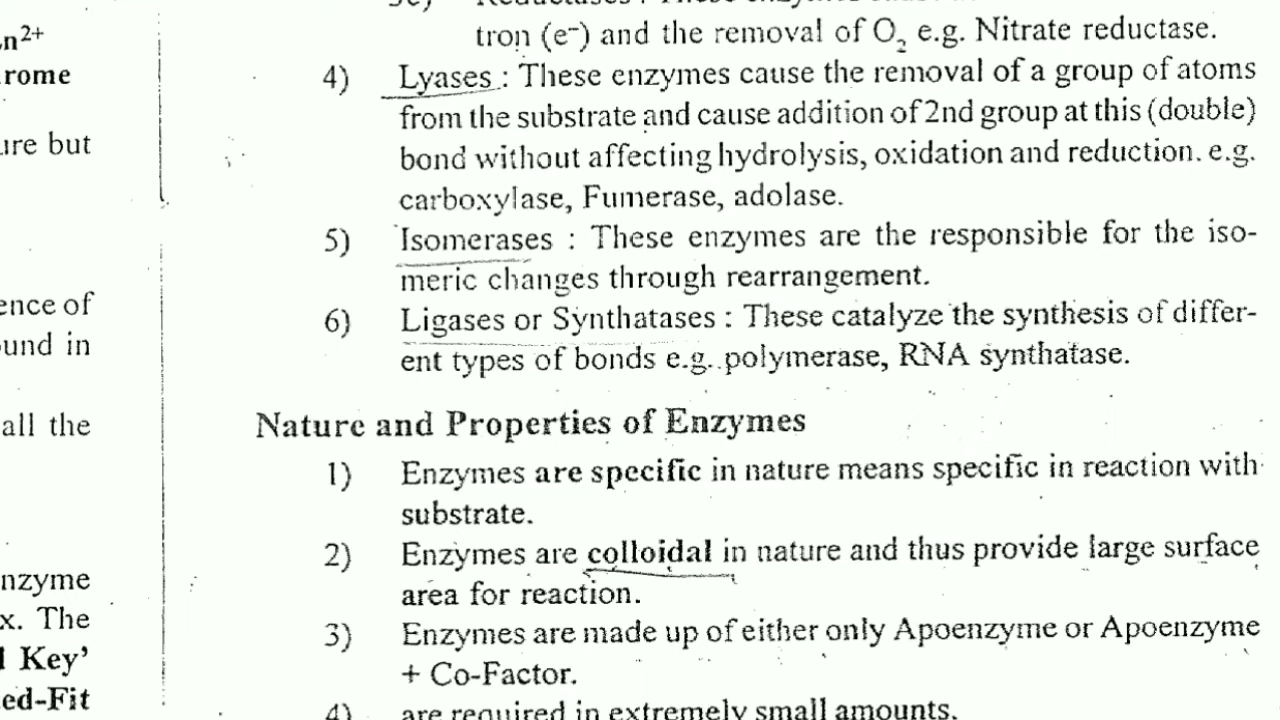 n²⁺
rome
ure but
ence of
und in
all the
nzyme
x. The
Key'
ed-Fit
tron (e⁻) and the removal of O₂ e.g. Nitrate reductase.
4) Lyases : These enzymes cause the removal of a group of atoms
from the substrate and cause addition of 2nd group at this (double)
bond without affecting hydrolysis, oxidation and reduction. e.g.
carboxylase, Fumerase, adolase.
5) Isomerases : These enzymes are the responsible for the iso-
meric changes through rearrangement.
6) Ligases or Synthatases : These catalyze the synthesis of differ-
ent types of bonds e.g. polymerase, RNA synthatase.
Nature and Properties of Enzymes
1) Enzymes are specific in nature means specific in reaction with
substrate.
2) Enzymes are colloidal in nature and thus provide large surface
area for reaction.
3) Enzymes are made up of either only Apoenzyme or Apoenzyme
+ Co-Factor.
4) are required in extremely small amounts.